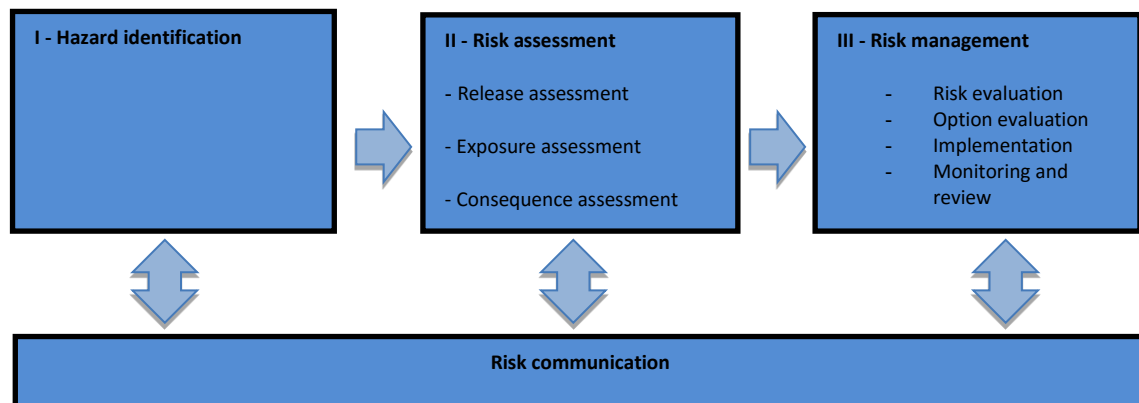 I - Hazard identification
II - Risk assessment
- Release assessment
- Exposure assessment
- Consequence assessment
III - Risk management
- Risk evaluation
- Option evaluation
- Implementation
- Monitoring and
review
Risk communication